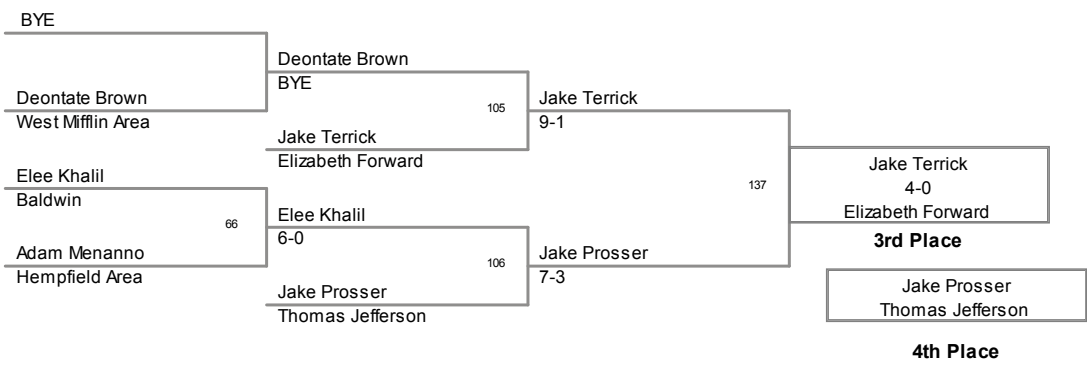 BYE
Deontate Brown
West Mifflin Area
Elee Khalil
Baldwin
66
Adam Menanno
Hempfield Area
Deontate Brown
BYE
105
Jake Terrick
Elizabeth Forward
Elee Khalil
6-0
106
Jake Prosser
Thomas Jefferson
Jake Terrick
9-1
137
Jake Prosser
7-3
Jake Terrick
4-0
Elizabeth Forward
3rd Place
Jake Prosser
Thomas Jefferson
4th Place